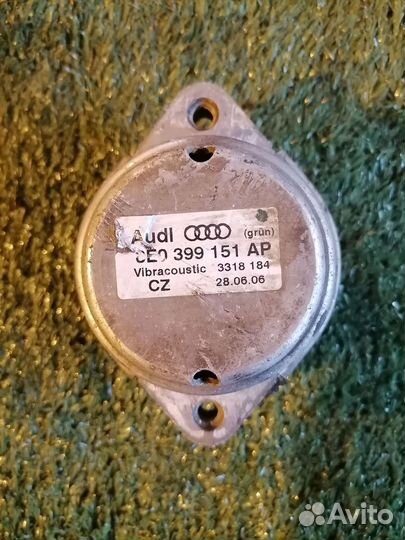 Audi (grün)
8E0 399 151 AP
Vibracoustic 3318 184
CZ 28.06.06
Avito